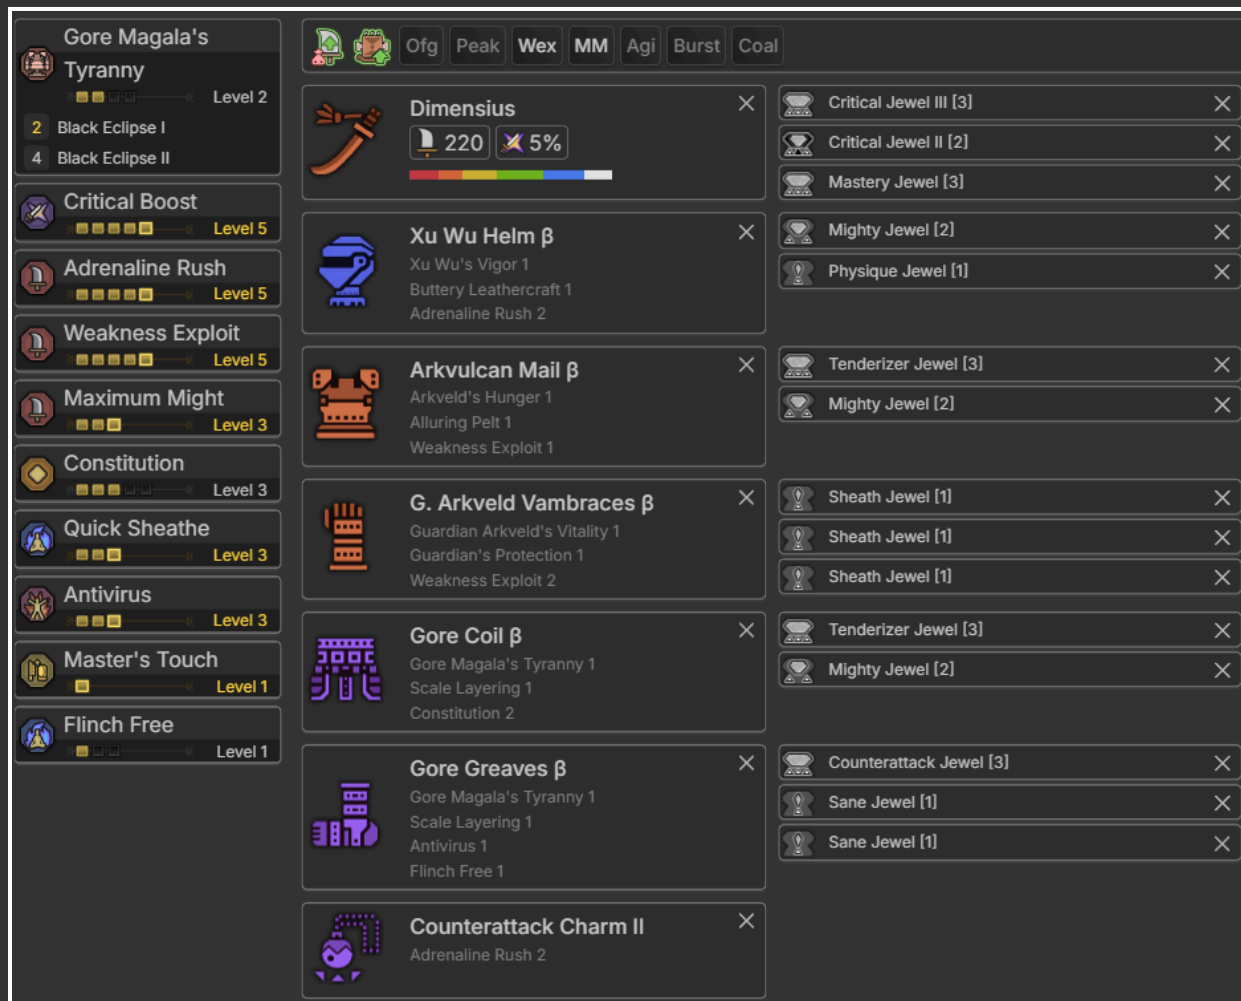 Gore Magala's
Tyranny
Level 2
2 Black Eclipse I
4 Black Eclipse II
Critical Boost
Level 5
Adrenaline Rush
Level 5
Weakness Exploit
Level 5
Maximum Might
Level 3
Constitution
Level 3
Quick Sheathe
Level 3
Antivirus
Level 3
Master's Touch
Level 1
Flinch Free
Level 1
Ofg Peak Wex MM Agi Burst Coal
Dimensius
220 5%
Critical Jewel III [3]
Critical Jewel II [2]
Mastery Jewel [3]
Xu Wu Helm β
Xu Wu's Vigor 1
Buttery Leathercraft 1
Adrenaline Rush 2
Mighty Jewel [2]
Physique Jewel [1]
Arkvulcan Mail β
Arkveld's Hunger 1
Alluring Pelt 1
Weakness Exploit 1
Tenderizer Jewel [3]
Mighty Jewel [2]
G. Arkveld Vambraces β
Guardian Arkveld's Vitality 1
Guardian's Protection 1
Weakness Exploit 2
Sheath Jewel [1]
Sheath Jewel [1]
Sheath Jewel [1]
Gore Coil β
Gore Magala's Tyranny 1
Scale Layering 1
Constitution 2
Tenderizer Jewel [3]
Mighty Jewel [2]
Gore Greaves β
Gore Magala's Tyranny 1
Scale Layering 1
Antivirus 1
Flinch Free 1
Counterattack Jewel [3]
Sane Jewel [1]
Sane Jewel [1]
Counterattack Charm II
Adrenaline Rush 2